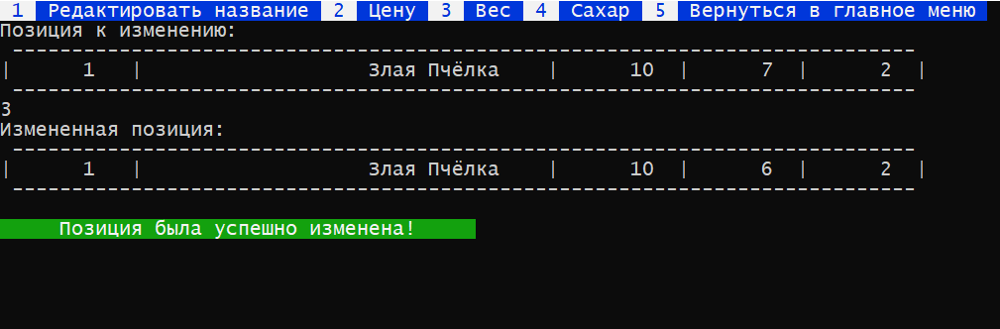 1 Редактировать название 2 Цену 3 Вес 4 Сахар 5 Вернуться в главное меню
Позиция к изменению:
----------------------------------------------------------------------------
| 1 | Злая Пчёлка | 10 | 7 | 2 |
----------------------------------------------------------------------------
3
Измененная позиция:
----------------------------------------------------------------------------
| 1 | Злая Пчёлка | 10 | 6 | 2 |
----------------------------------------------------------------------------
Позиция была успешно изменена!